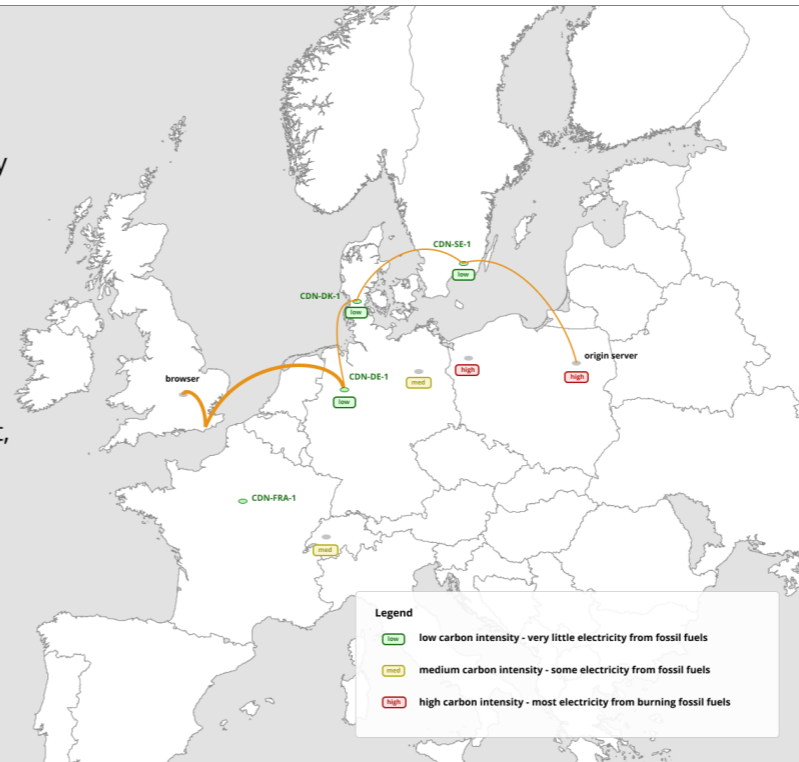 y
CDN-SE-1
low
CDN-DK-1
low
origin server
high
high
CDN-DE-1
med
browser
low
t,
CDN-FRA-1
med
Legend
low low carbon intensity - very little electricity from fossil fuels
med medium carbon intensity - some electricity from fossil fuels
high high carbon intensity - most electricity from burning fossil fuels